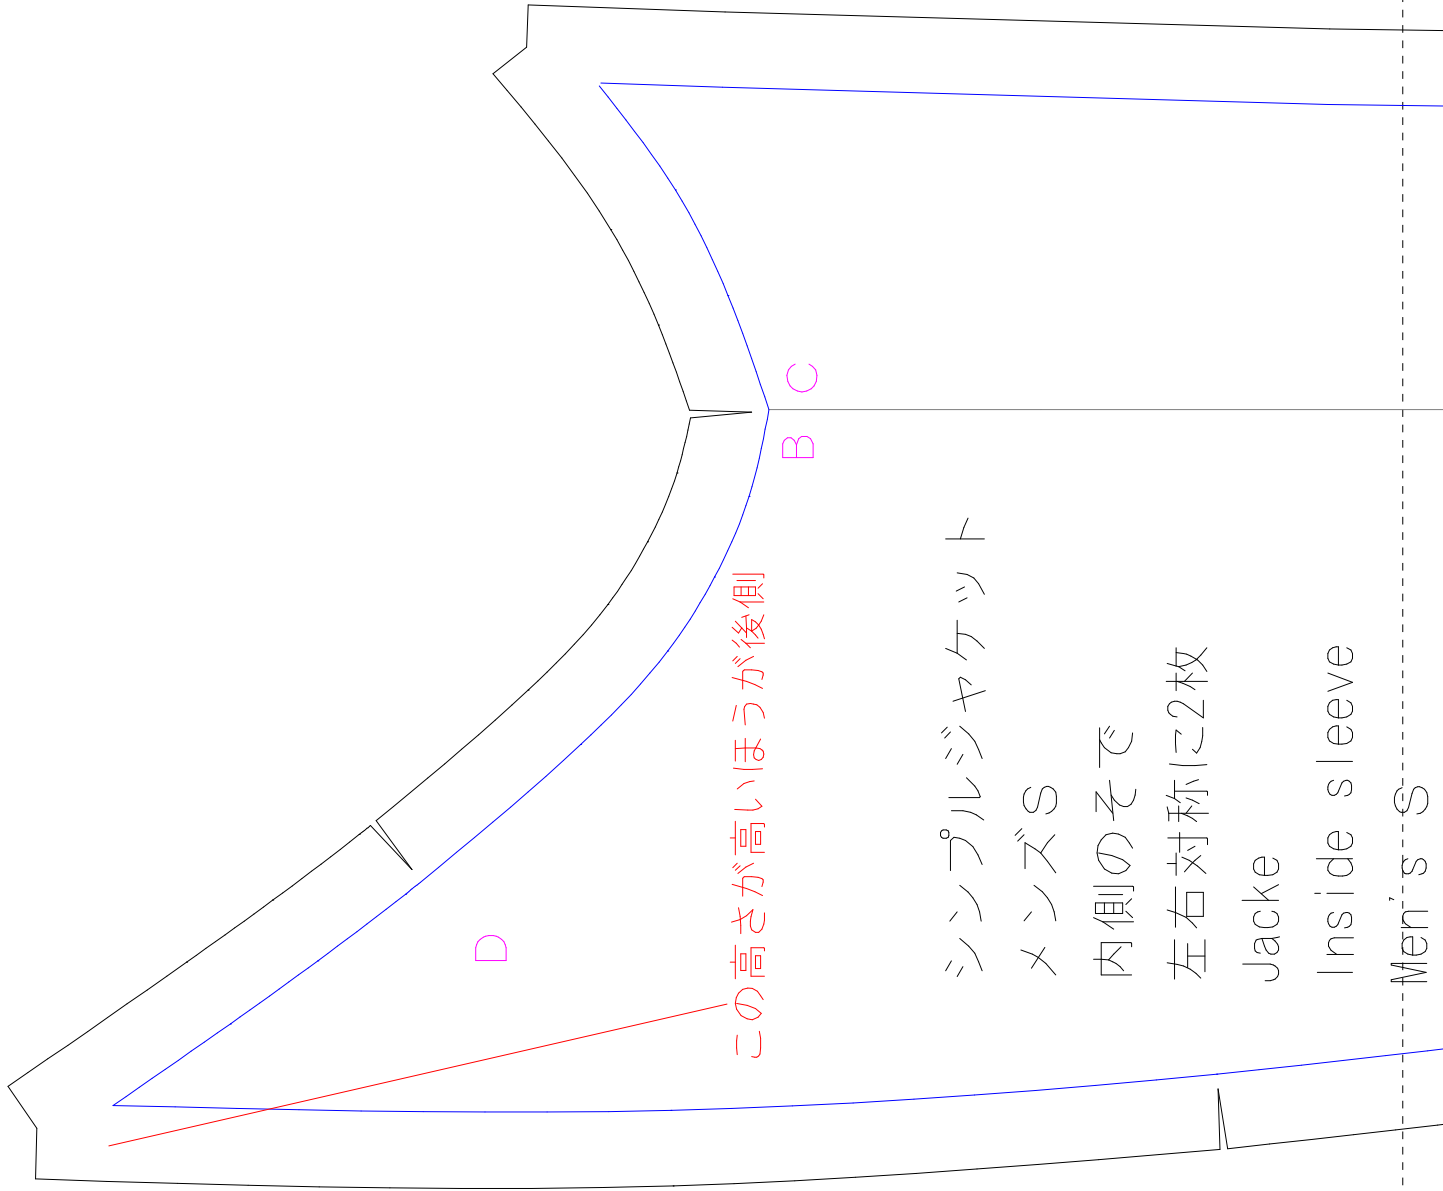 D
この高さが高いほうが後側
B C
シンプルジャケット
メンズS
内側のそで
左右対称に2枚
Jacke
Inside sleeve
Men's S